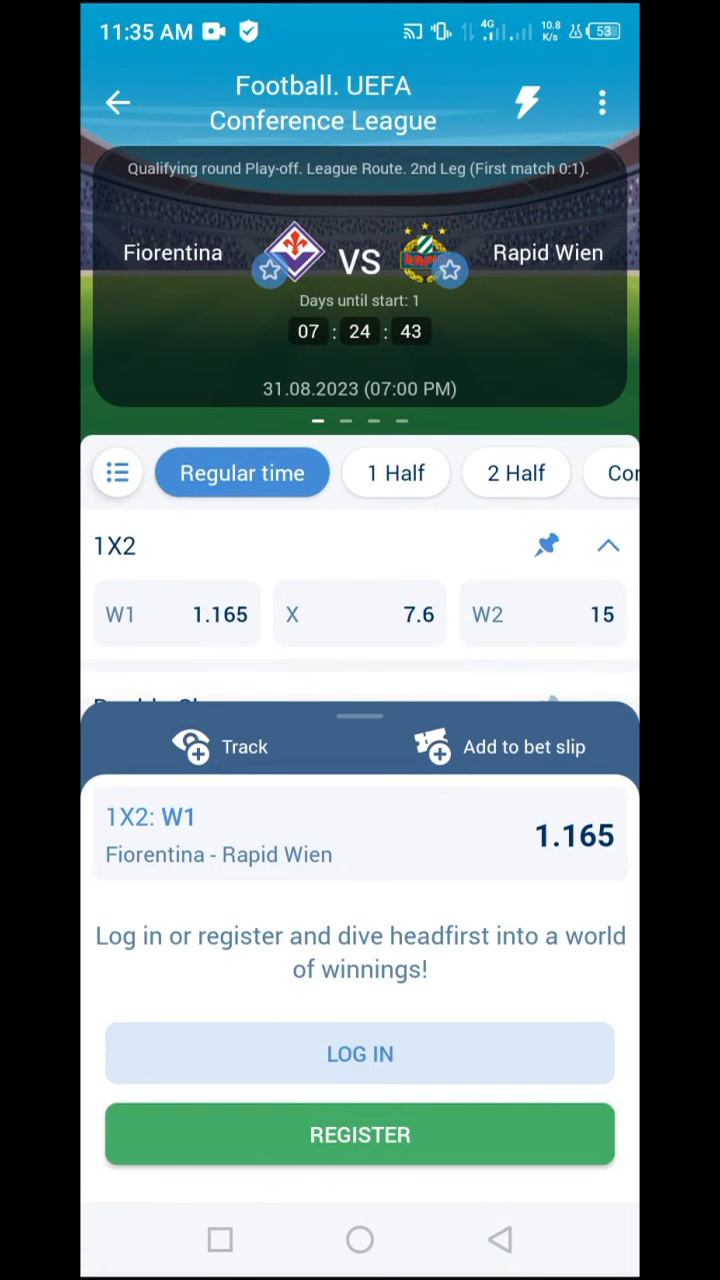 11:35 AM
4G
10.8
K/s
53
Football. UEFA
Conference League
Qualifying round Play-off. League Route. 2nd Leg (First match 0:1).
Fiorentina
VS
RAPID
Rapid Wien
Days until start: 1
07 : 24 : 43
31.08.2023 (07:00 PM)
Regular time
1 Half
2 Half
Cor
1X2
W1 1.165
X 7.6
W2 15
Track
Add to bet slip
1X2: W1
1.165
Fiorentina - Rapid Wien
Log in or register and dive headfirst into a world
of winnings!
LOG IN
REGISTER